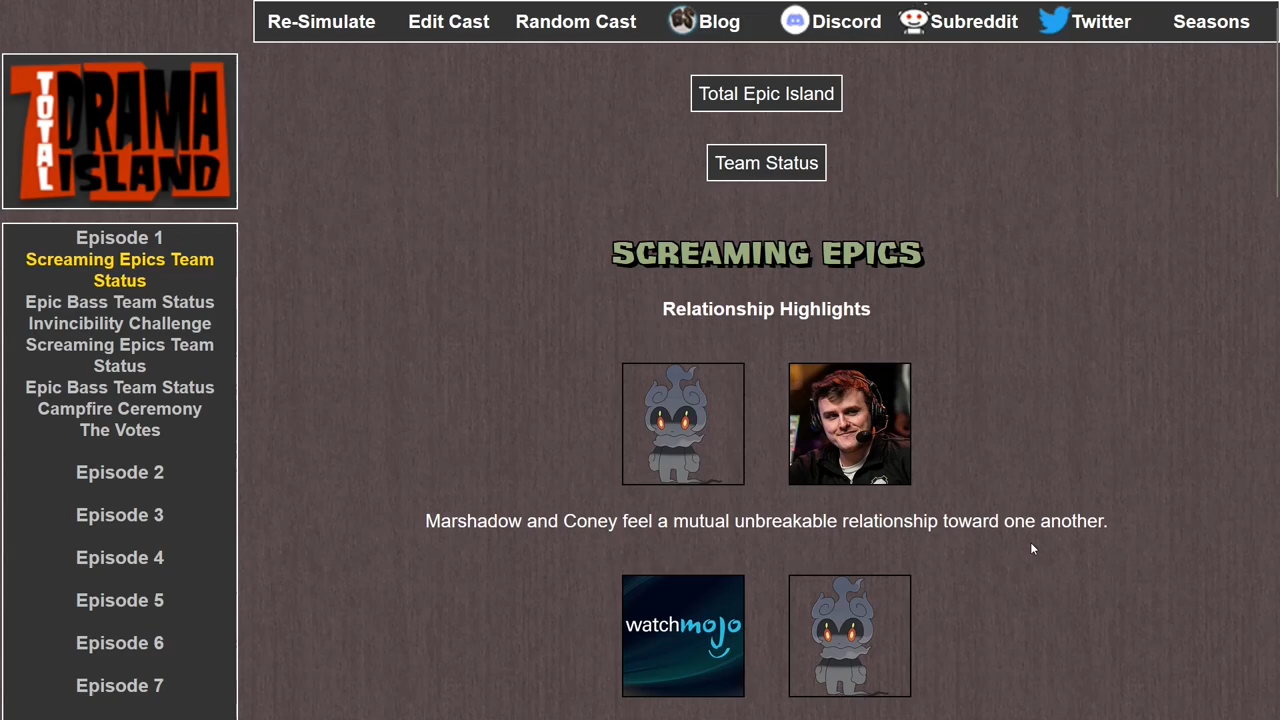 Re-Simulate Edit Cast Random Cast Blog Discord Subreddit Twitter Seasons
TOTAL
DRAMA
ISLAND
Episode 1
Screaming Epics Team
Status
Epic Bass Team Status
Invincibility Challenge
Screaming Epics Team
Status
Epic Bass Team Status
Campfire Ceremony
The Votes
Episode 2
Episode 3
Episode 4
Episode 5
Episode 6
Episode 7
Total Epic Island
Team Status
SCREAMING EPICS
Relationship Highlights
Marshadow and Coney feel a mutual unbreakable relationship toward one another.
watchmojo